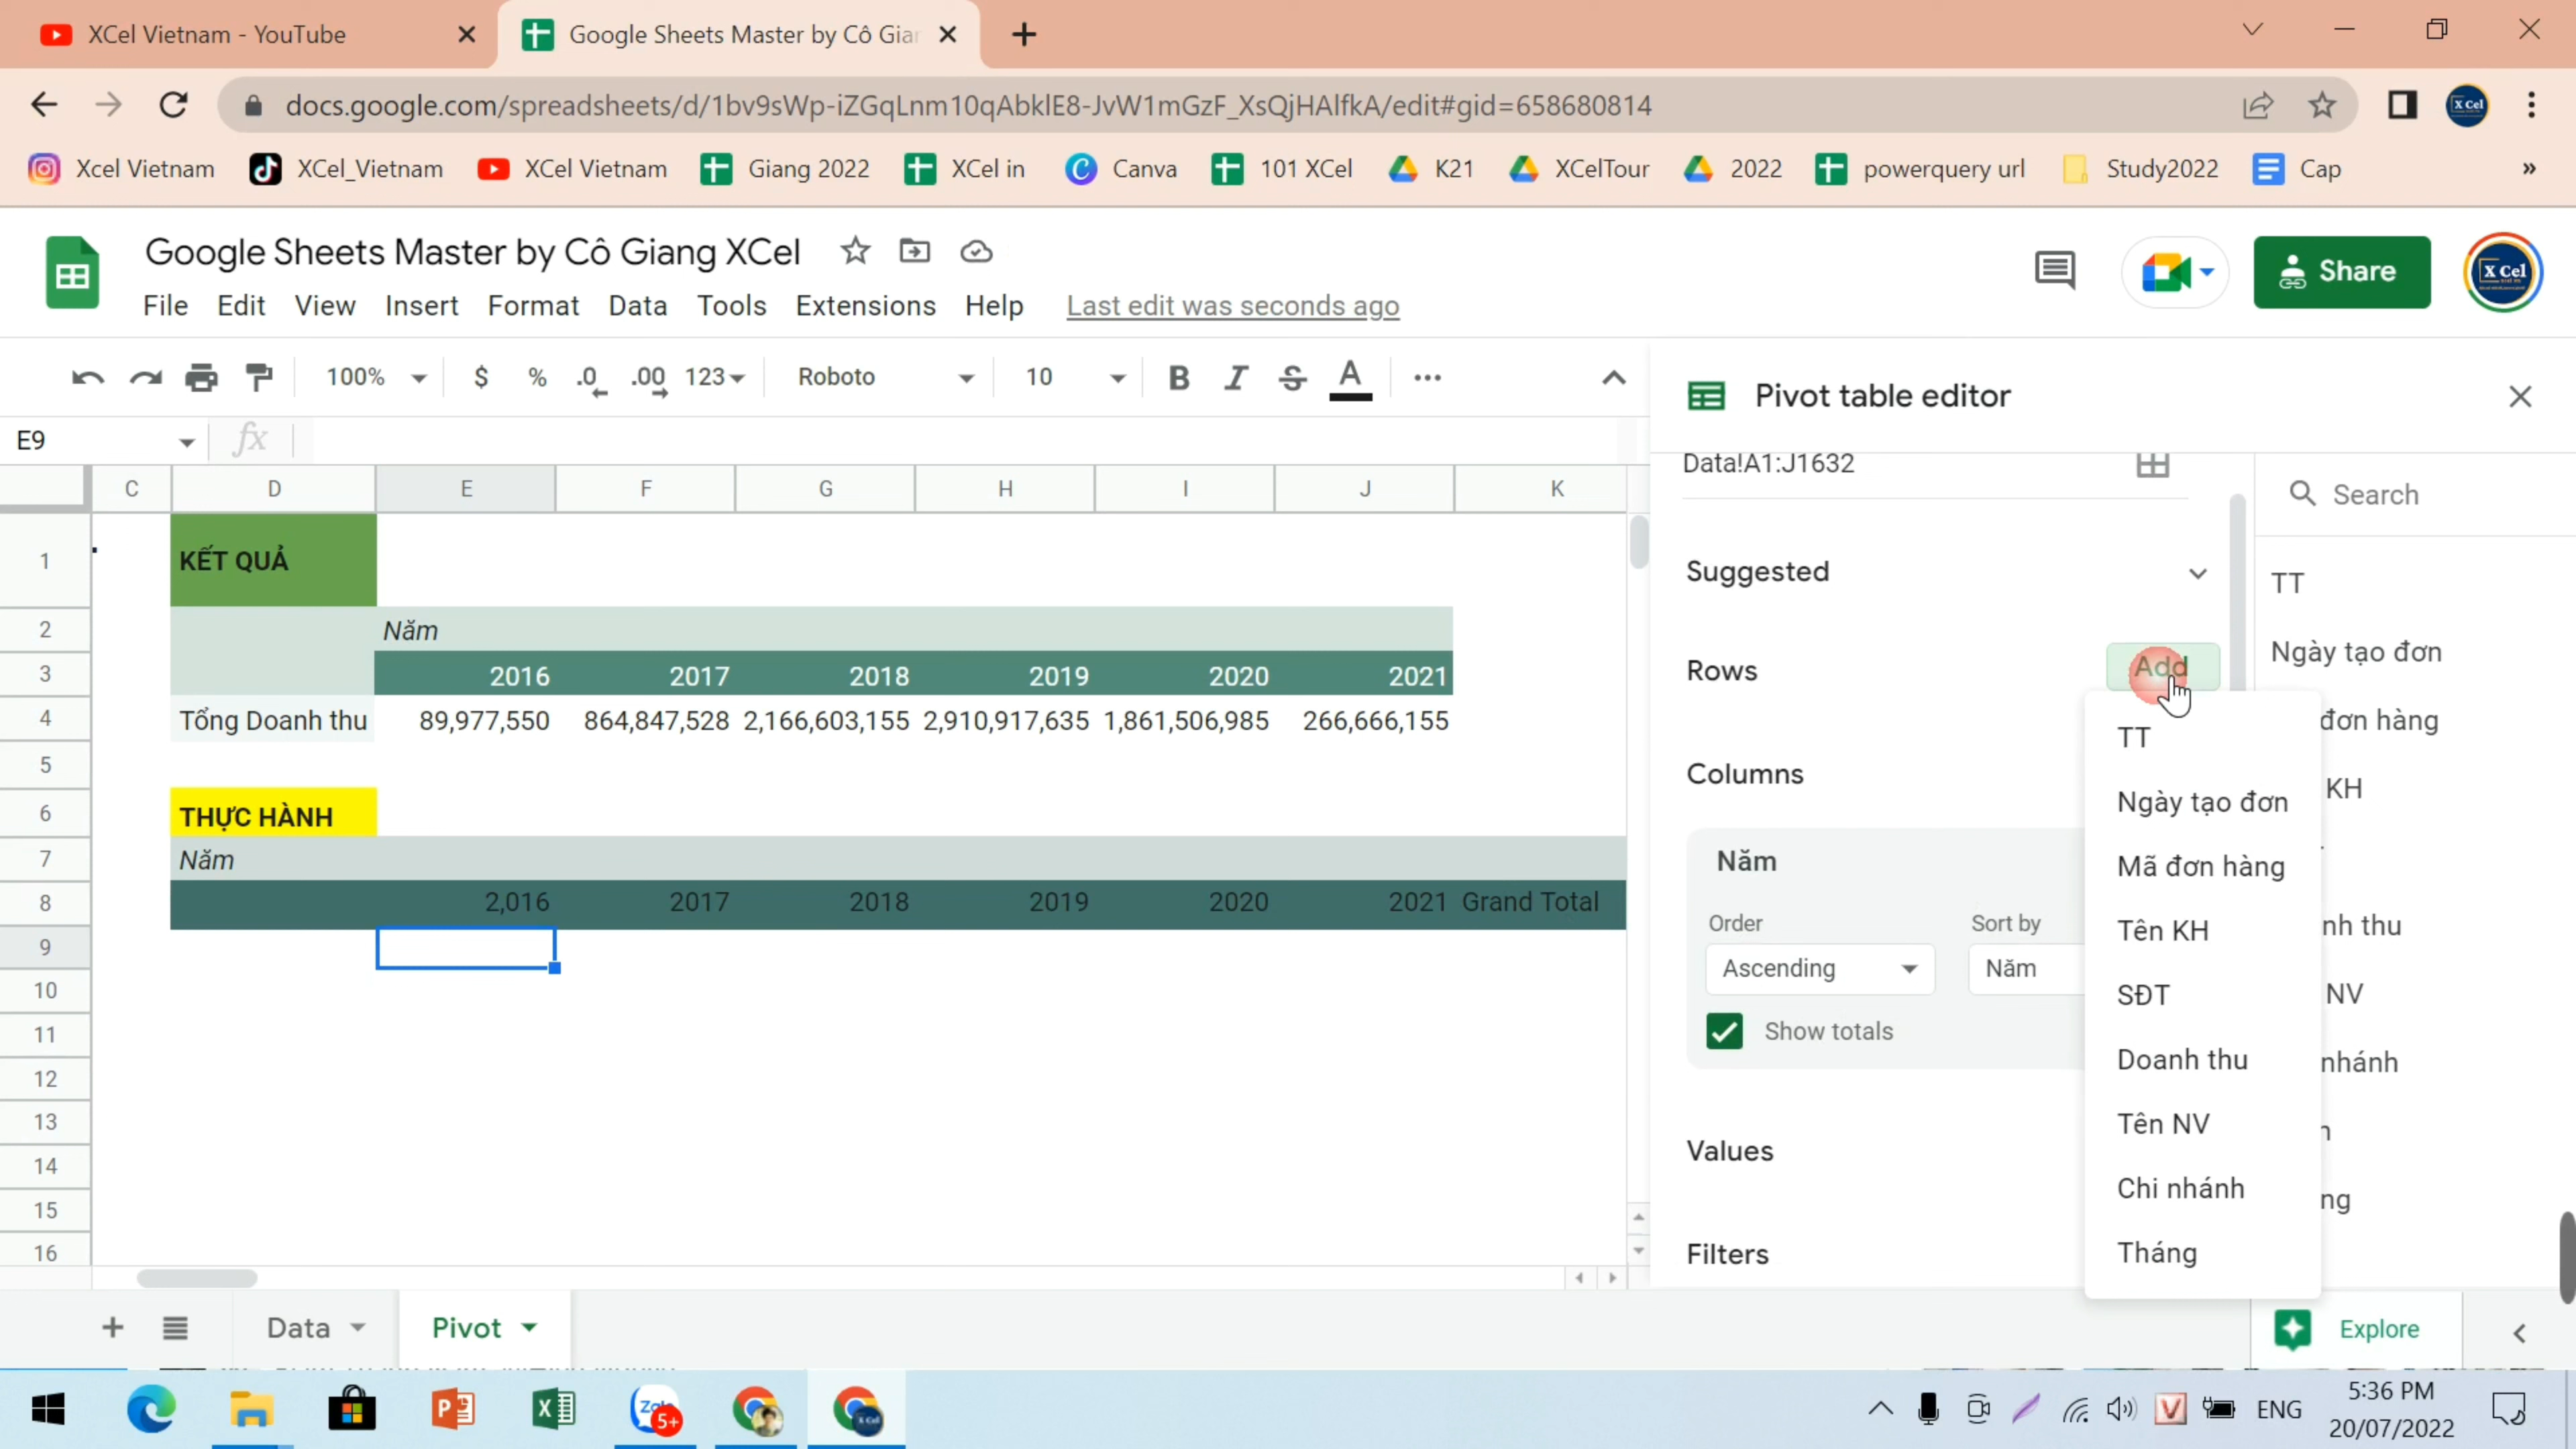 XCel Vietnam - YouTube
Google Sheets Master by Cô Giar
docs.google.com/spreadsheets/d/1bv9sWp-iZGqLnm10qAbklE8-JvW1mGzF_XsQjHAlfkA/edit#gid=658680814
Xcel Vietnam XCel_Vietnam XCel Vietnam Giang 2022 XCel in Canva 101 XCel K21 XCelTour 2022 powerquery url Study2022 Cap
Google Sheets Master by Cô Giang XCel
Share
File Edit View Insert Format Data Tools Extensions Help Last edit was seconds ago
100% $ % .0 .00 123 Roboto 10 B I S A
Pivot table editor
E9 fx
Data!A1:J1632
Search
C D E F G H I J K
1 KẾT QUẢ
2 Năm
3 2016 2017 2018 2019 2020 2021
4 Tổng Doanh thu 89,977,550 864,847,528 2,166,603,155 2,910,917,635 1,861,506,985 266,666,155
5
6 THỰC HÀNH
7 Năm
8 2,016 2017 2018 2019 2020 2021 Grand Total
9
10
11
12
13
14
15
16
Suggested
Rows
Add
Columns
Năm
Order Sort by
Ascending Năm
Show totals
Values
Filters
TT
Ngày tạo đơn
Mã đơn hàng
Tên KH
SĐT
Doanh thu
Tên NV
Chi nhánh
Tháng
TT
Ngày tạo đơn
đơn hàng
KH
nh thu
NV
nhánh
ng
Data Pivot
Explore
Zalo 5+
ENG
5:36 PM
20/07/2022